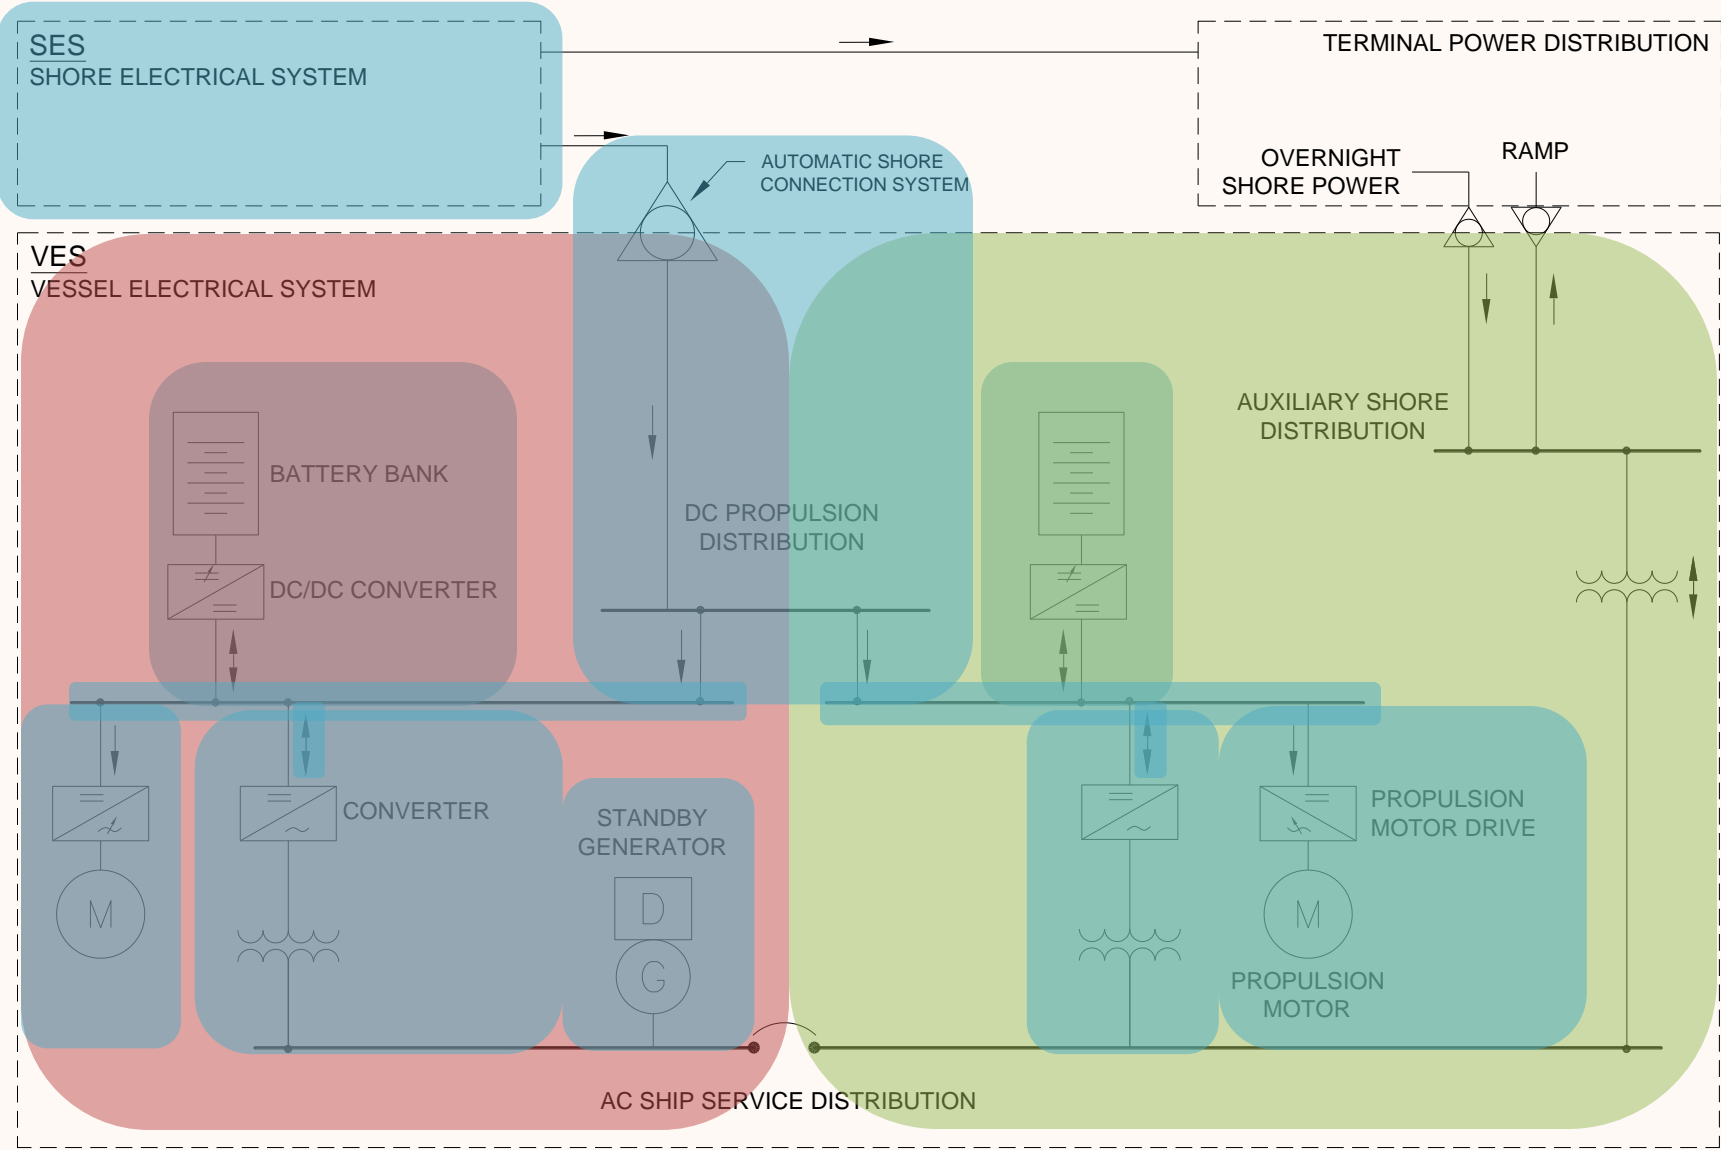 SES
SHORE ELECTRICAL SYSTEM
TERMINAL POWER DISTRIBUTION
AUTOMATIC SHORE
CONNECTION SYSTEM
OVERNIGHT
SHORE POWER
RAMP
VES
VESSEL ELECTRICAL SYSTEM
AUXILIARY SHORE
DISTRIBUTION
BATTERY BANK
DC PROPULSION
DISTRIBUTION
DC/DC CONVERTER
CONVERTER
STANDBY
GENERATOR
PROPULSION
MOTOR DRIVE
M
D
G
M
PROPULSION
MOTOR
AC SHIP SERVICE DISTRIBUTION